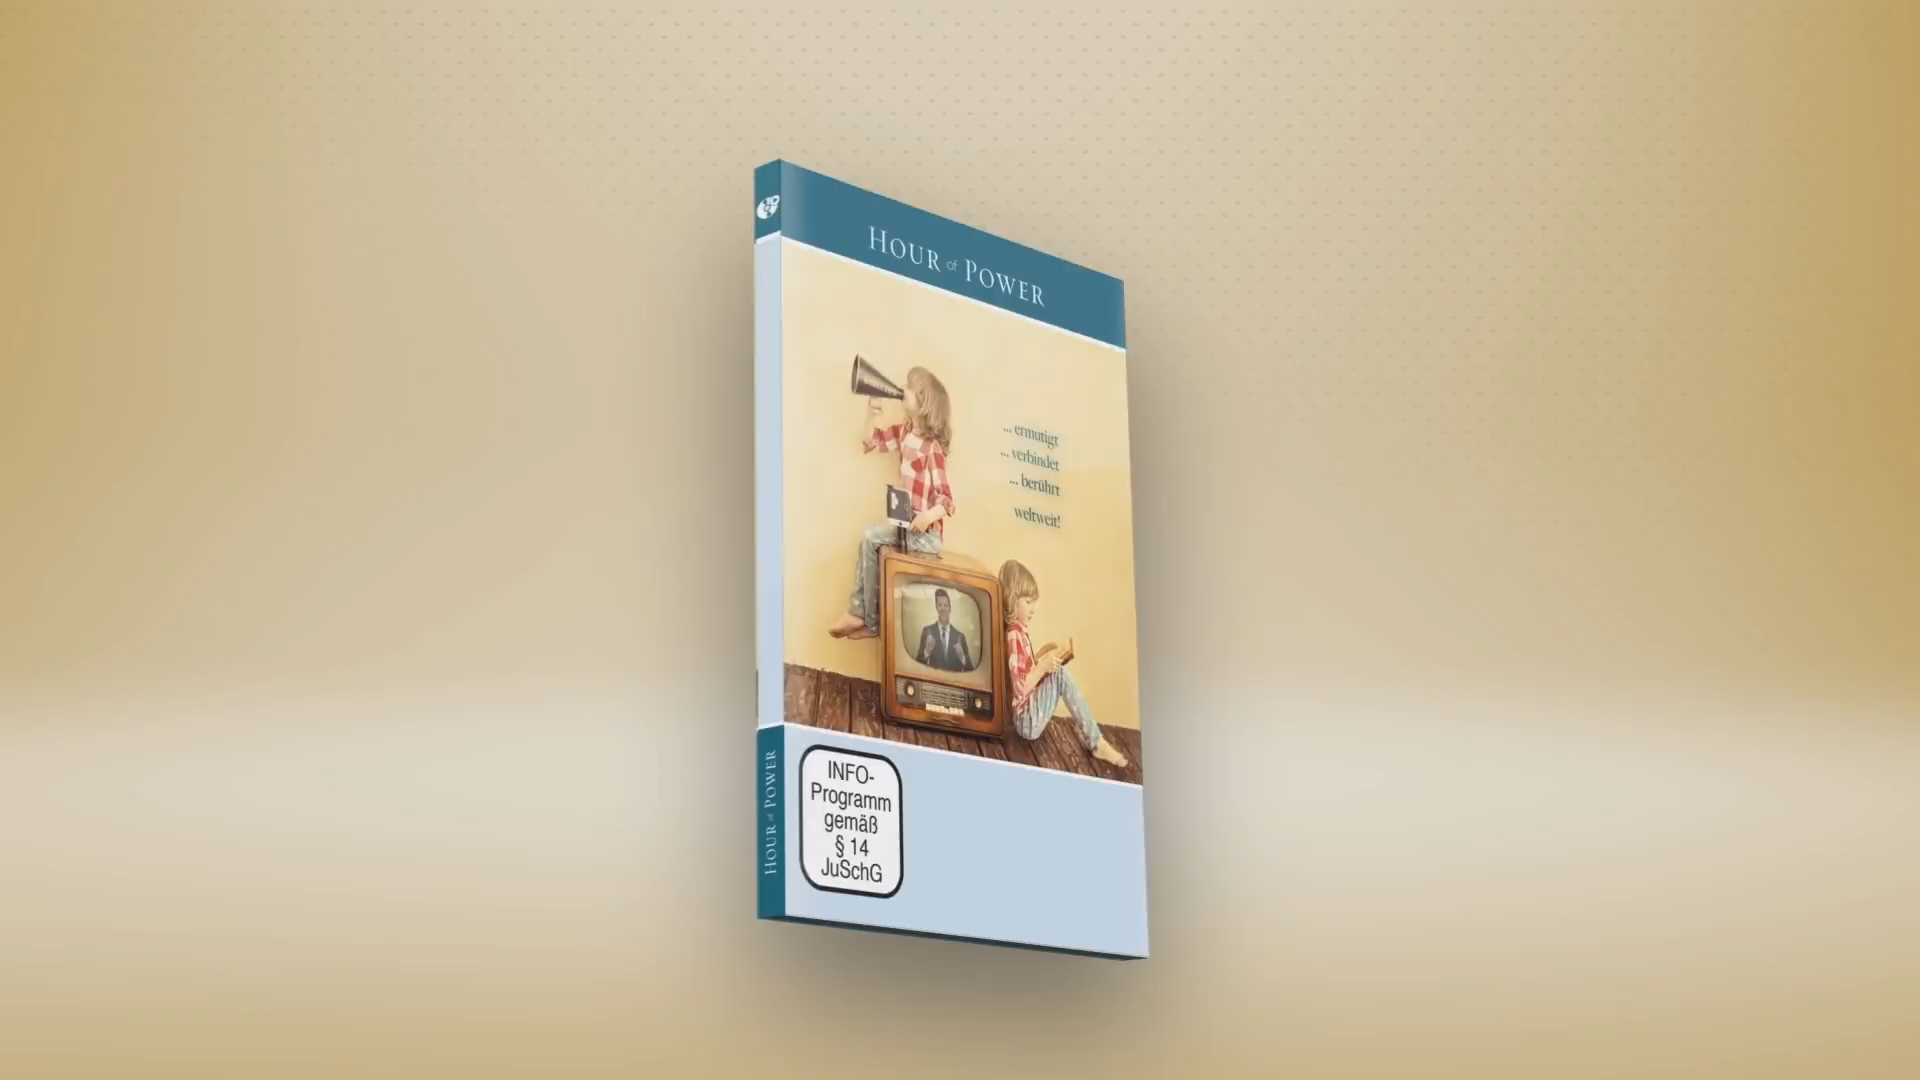 HOUR of POWER
... ermutigt
... verbindet
... berührt
weltweit!
INFO-
Programm
gemäß
§ 14
JuSchG
HOUR of POWER